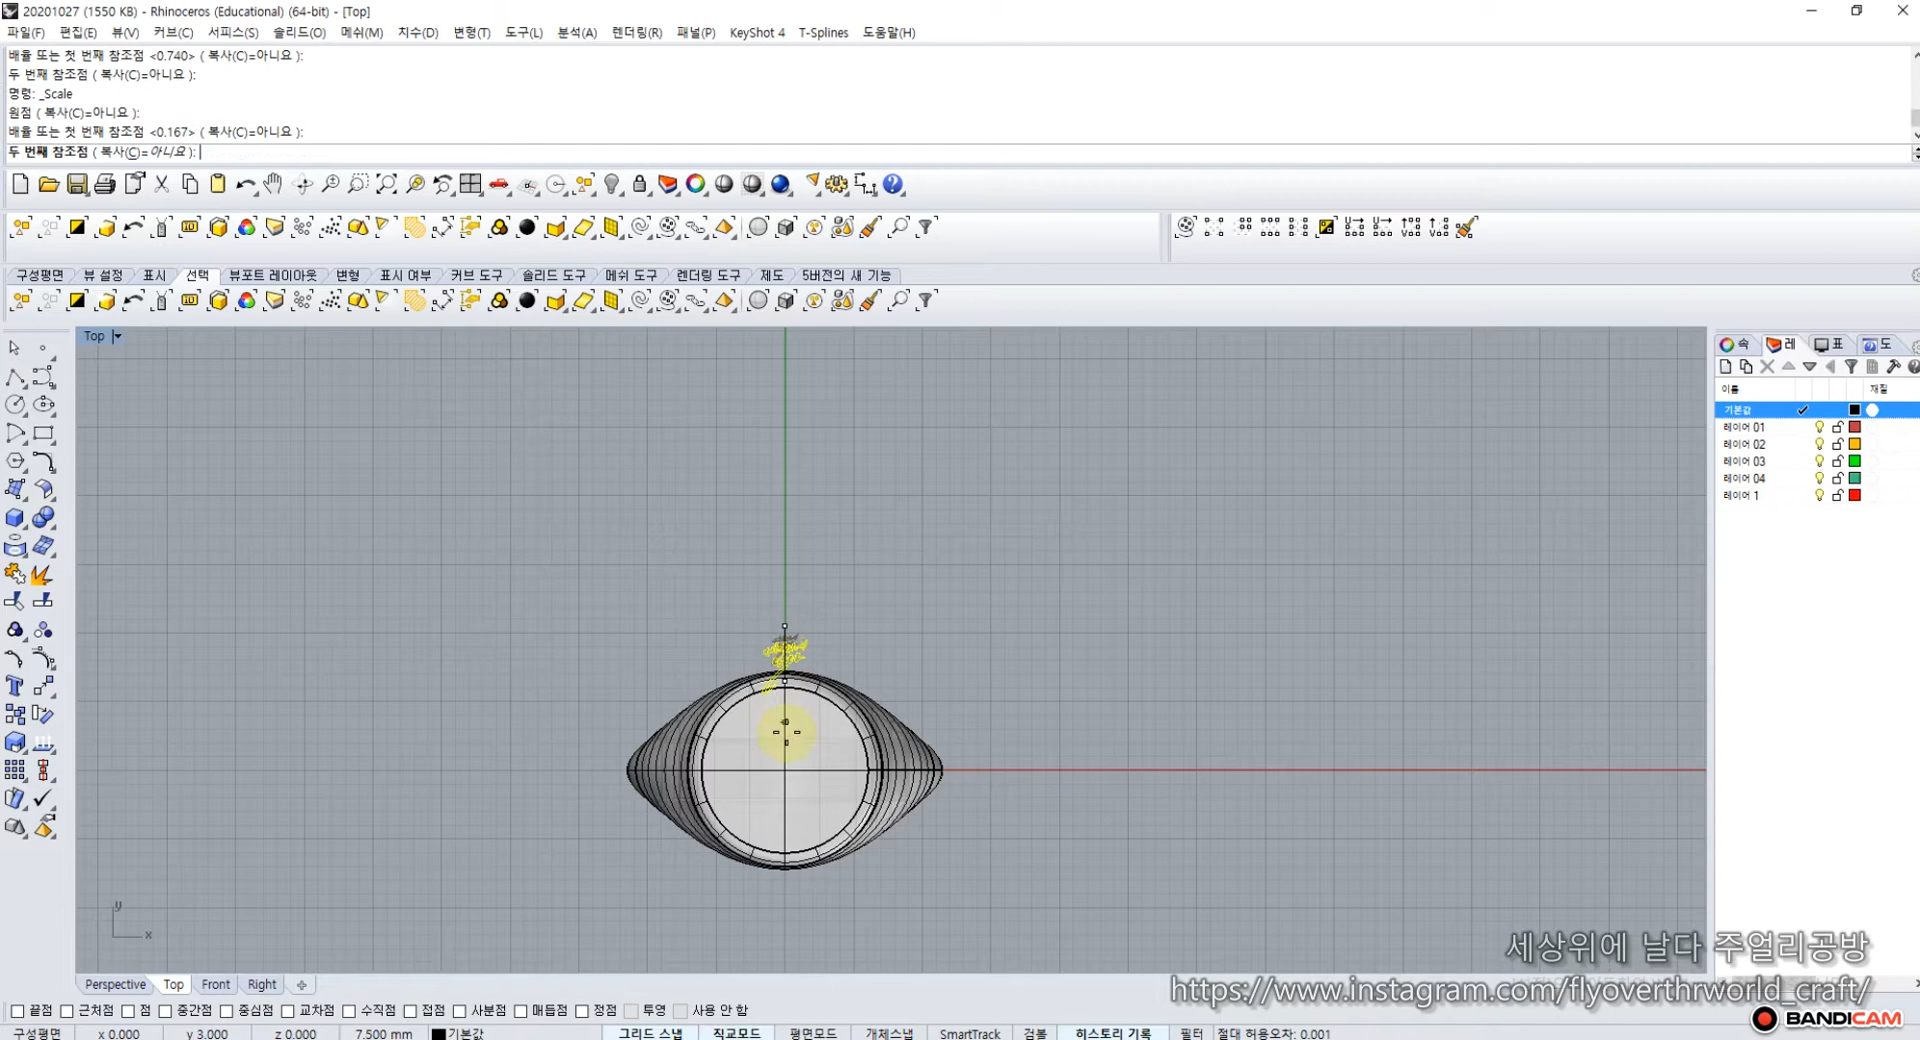 20201027 (1550 KB) - Rhinoceros (Educational) (64-bit) - [Top]
파일(F) 편집(E) 뷰(V) 커브(C) 서피스(S) 솔리드(O) 메쉬(M) 치수(D) 변형(T) 도구(L) 분석(A) 렌더링(R) 패널(P) KeyShot 4 T-Splines 도움말(H)
배율 또는 첫 번째 참조점 <0.740> ( 복사(C)=아니요 ):
두 번째 참조점 ( 복사(C)=아니요 ):
명령: _Scale
원점 ( 복사(C)=아니요 ):
배율 또는 첫 번째 참조점 <0.167> ( 복사(C)=아니요 ):
두 번째 참조점 ( 복사(C)=아니요 ):
구성평면 뷰 설정 표시 선택 뷰포트 레이아웃 변형 표시 여부 커브 도구 솔리드 도구 메쉬 도구 렌더링 도구 제도 5버전의 새 기능
Top
속 레 표 도
이름 재질
기본값
레이어 01
레이어 02
레이어 03
레이어 04
레이어 1
y
x
세상위에 날다 주얼리공방
https://www.instagram.com/flyoverthrworld_craft/
Perspective Top Front Right
끝점 근처점 점 중간점 중심점 교차점 수직점 접점 사분점 매듭점 정점 투영 사용 안 함
BANDICAM
구성평면 x 0.000 y 3.000 z 0.000 7.500 mm 기본값 그리드 스냅 직교모드 평면모드 개체스냅 SmartTrack 검볼 히스토리 기록 필터 절대 허용오차: 0.001